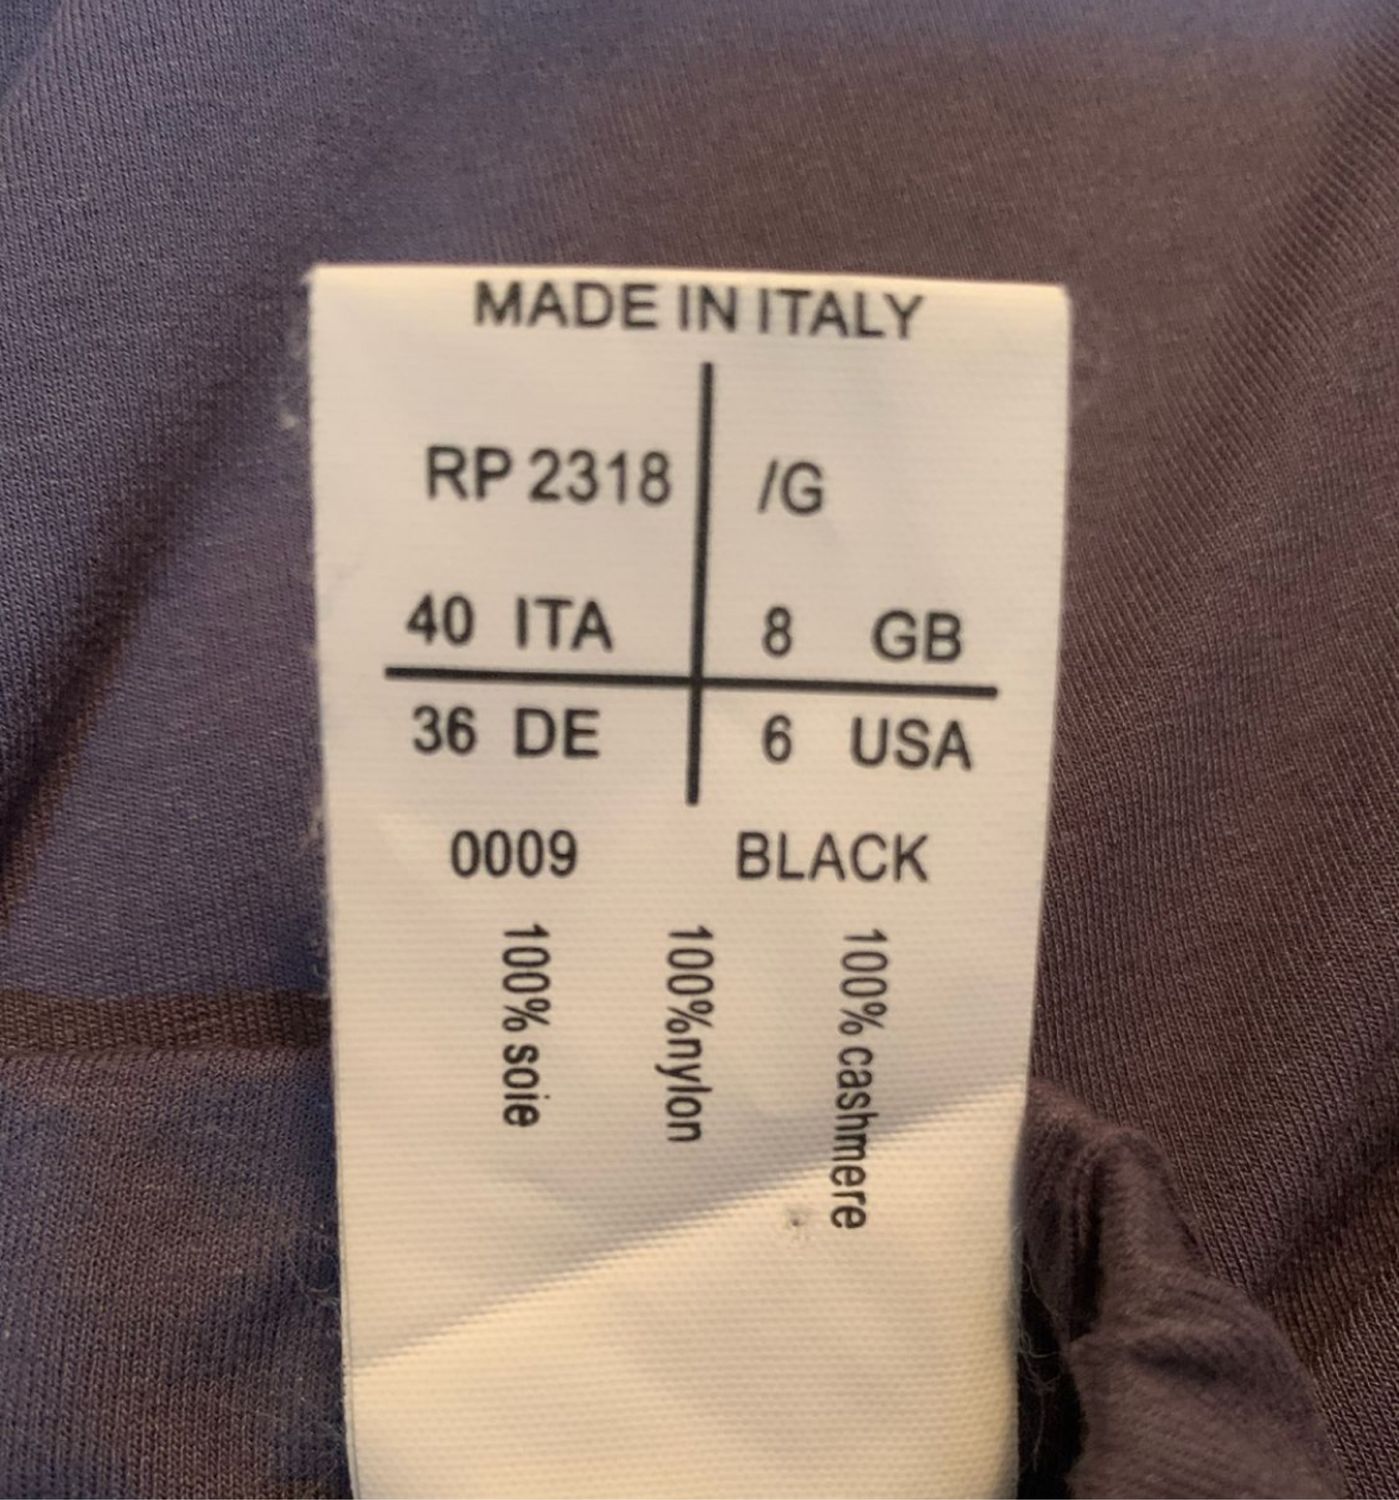 MADE IN ITALY
RP 2318 /G
40 ITA 8 GB
36 DE 6 USA
0009 BLACK
100% soie
100%nylon
100% cashmere